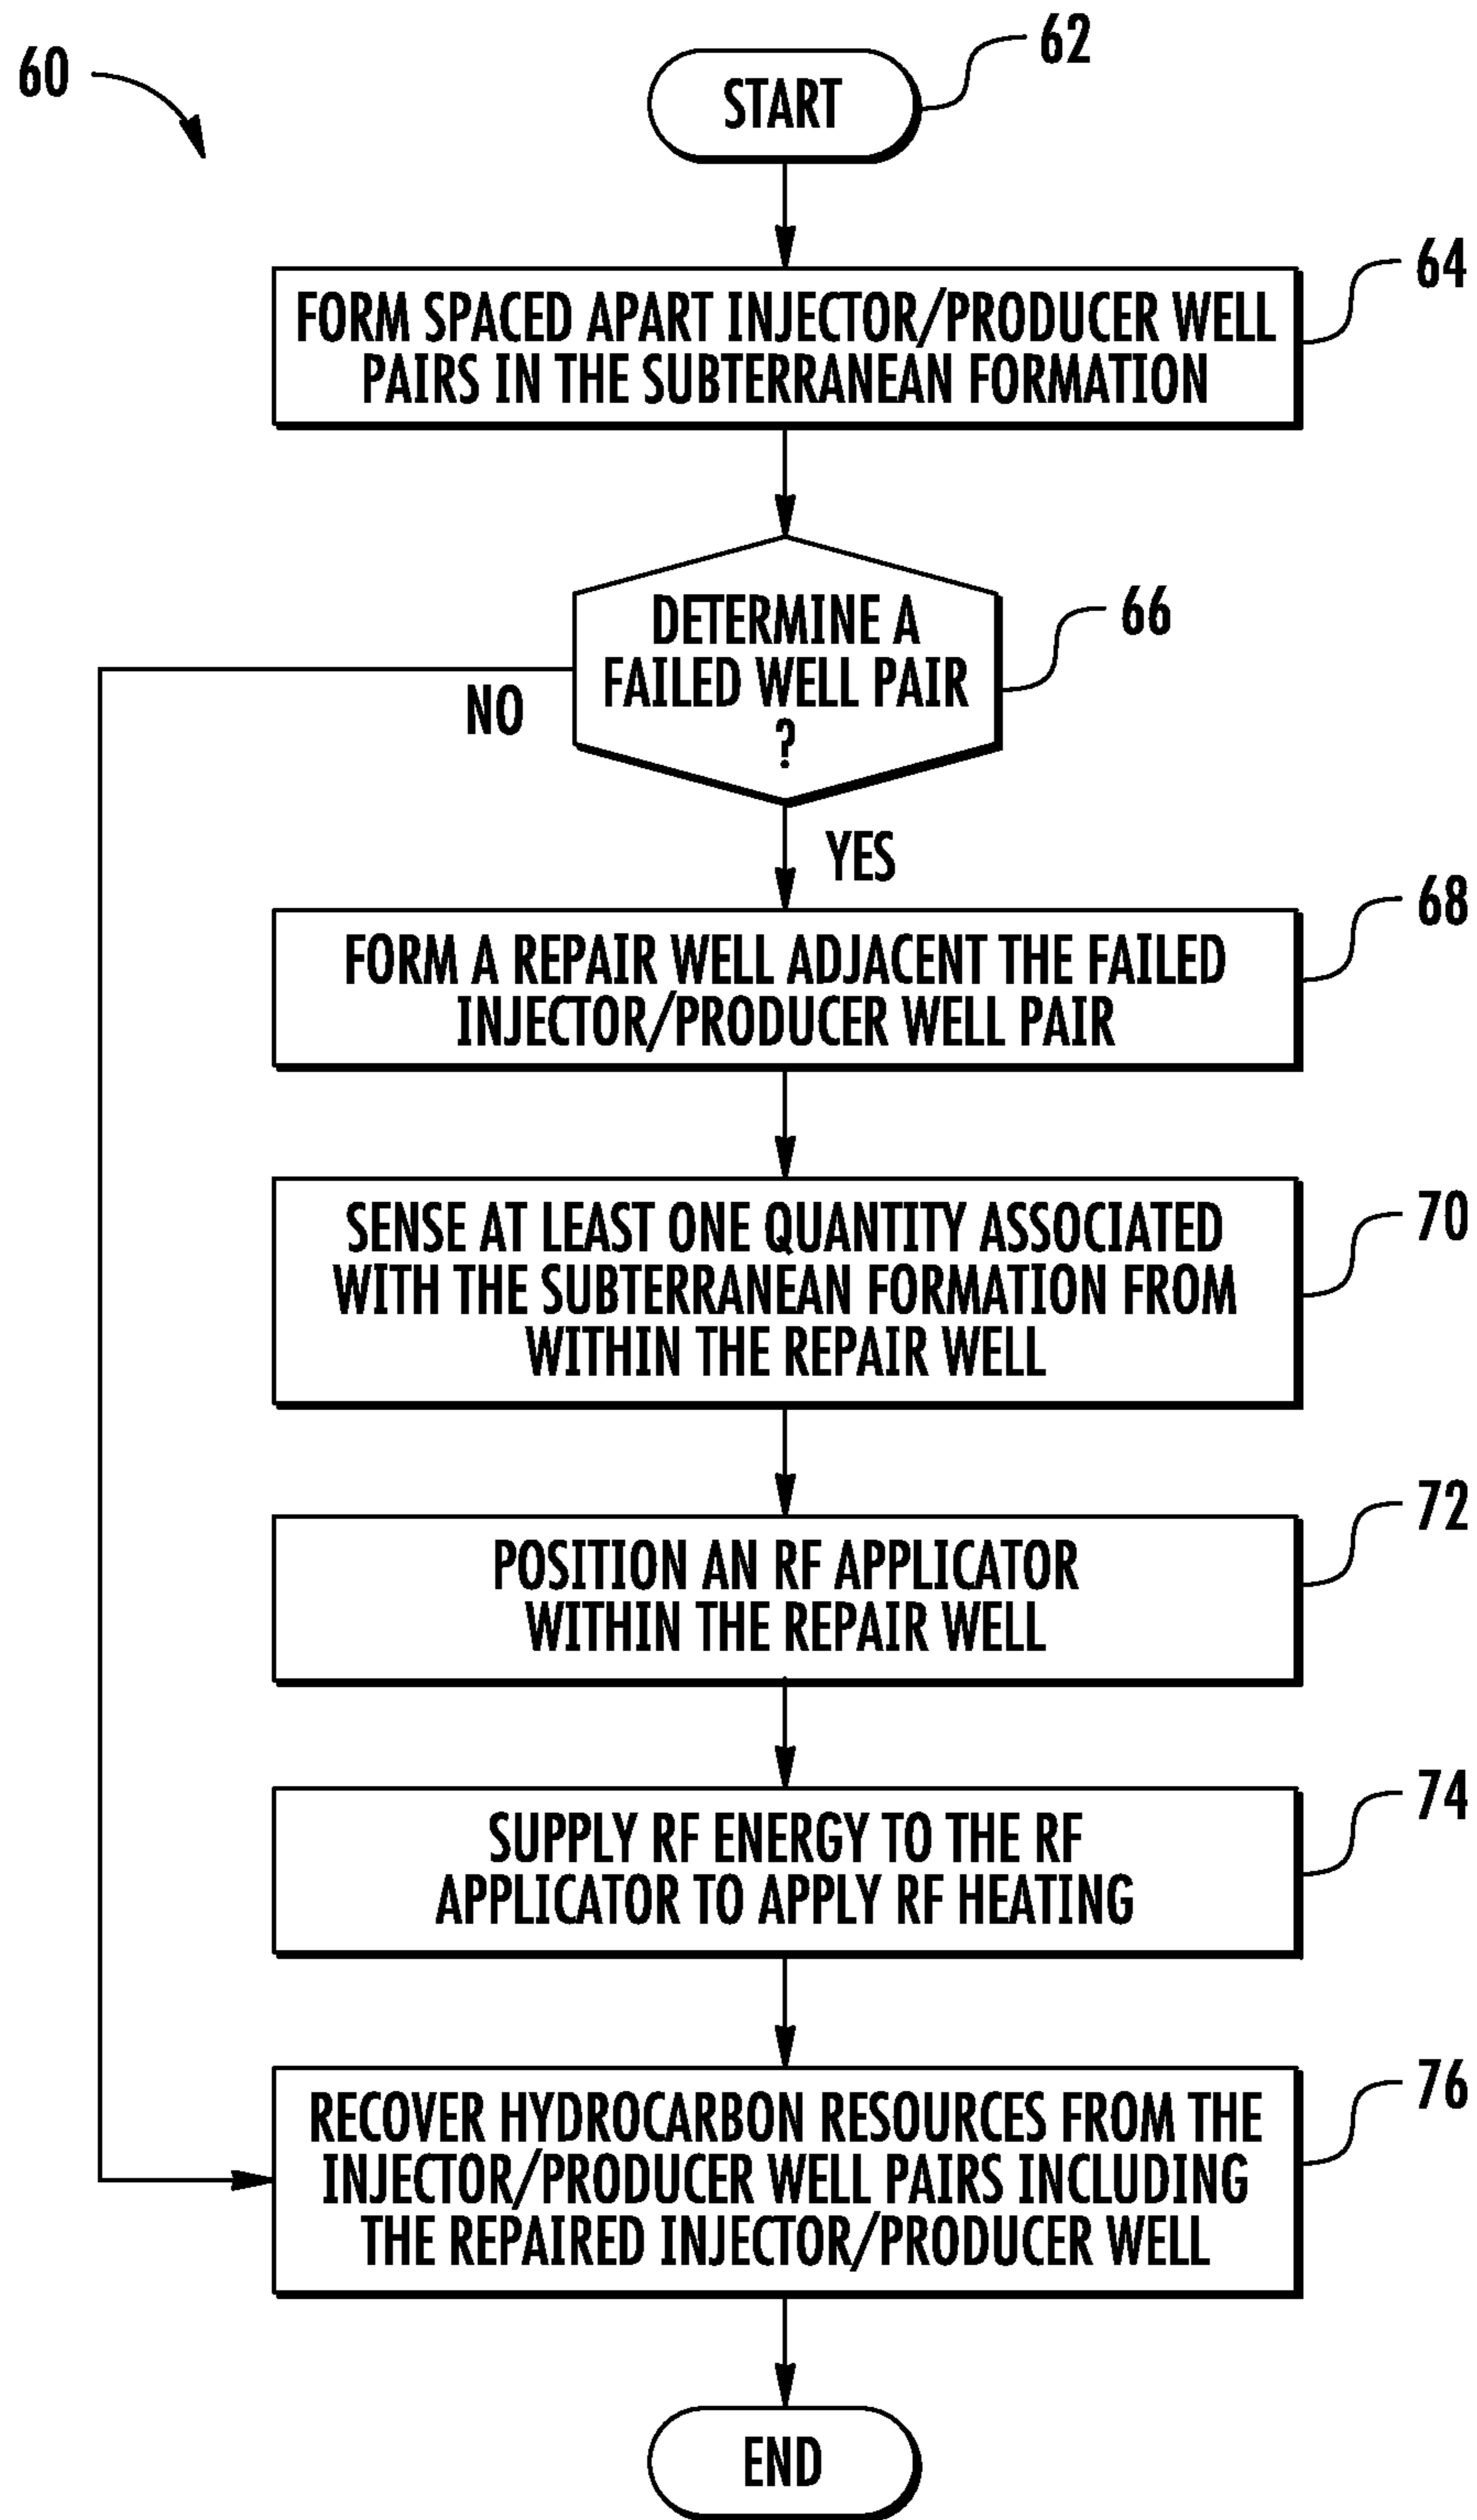 60
START
62
FORM SPACED APART INJECTOR/PRODUCER WELL
PAIRS IN THE SUBTERRANEAN FORMATION
64
DETERMINE A
FAILED WELL PAIR
?
66
NO
YES
FORM A REPAIR WELL ADJACENT THE FAILED
INJECTOR/PRODUCER WELL PAIR
68
SENSE AT LEAST ONE QUANTITY ASSOCIATED
WITH THE SUBTERRANEAN FORMATION FROM
WITHIN THE REPAIR WELL
70
POSITION AN RF APPLICATOR
WITHIN THE REPAIR WELL
72
SUPPLY RF ENERGY TO THE RF
APPLICATOR TO APPLY RF HEATING
74
RECOVER HYDROCARBON RESOURCES FROM THE
INJECTOR/PRODUCER WELL PAIRS INCLUDING
THE REPAIRED INJECTOR/PRODUCER WELL
76
END